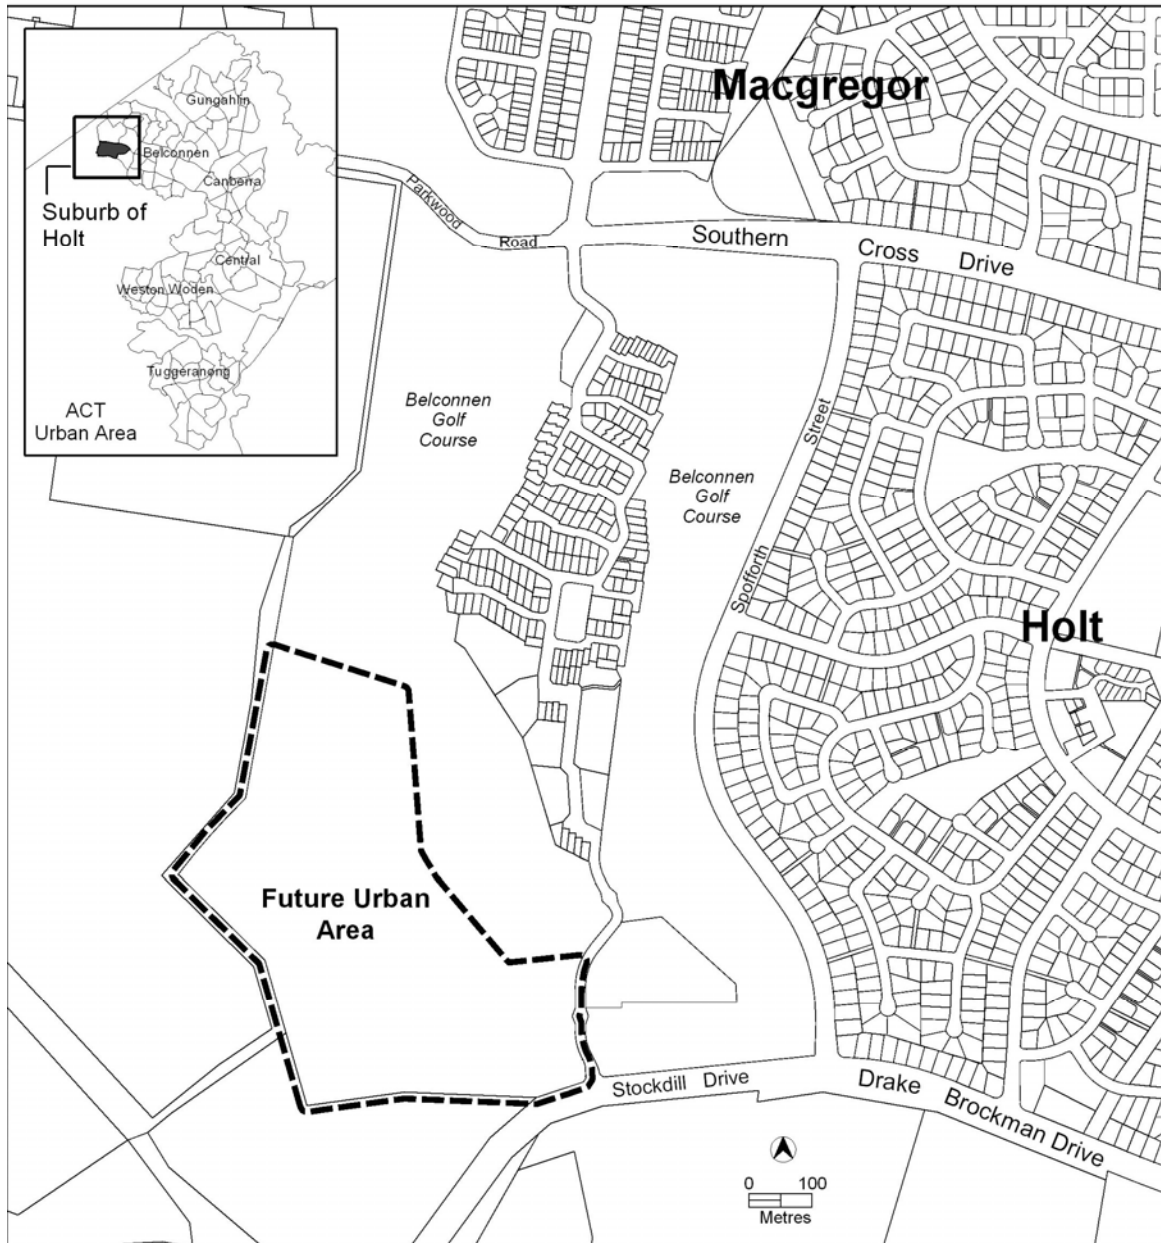 Macgregor
Gungahlin
Belconnen
Canberra
Central
Weston Woden
Tuggeranong
Suburb of
Holt
ACT
Urban Area
Parkwood
Road
Southern
Cross
Drive
Belconnen
Golf
Course
Belconnen
Golf
Course
Street
Spofforth
Holt
Future Urban
Area
Stockdill Drive
Drake
Brockman Drive
0 100
Metres